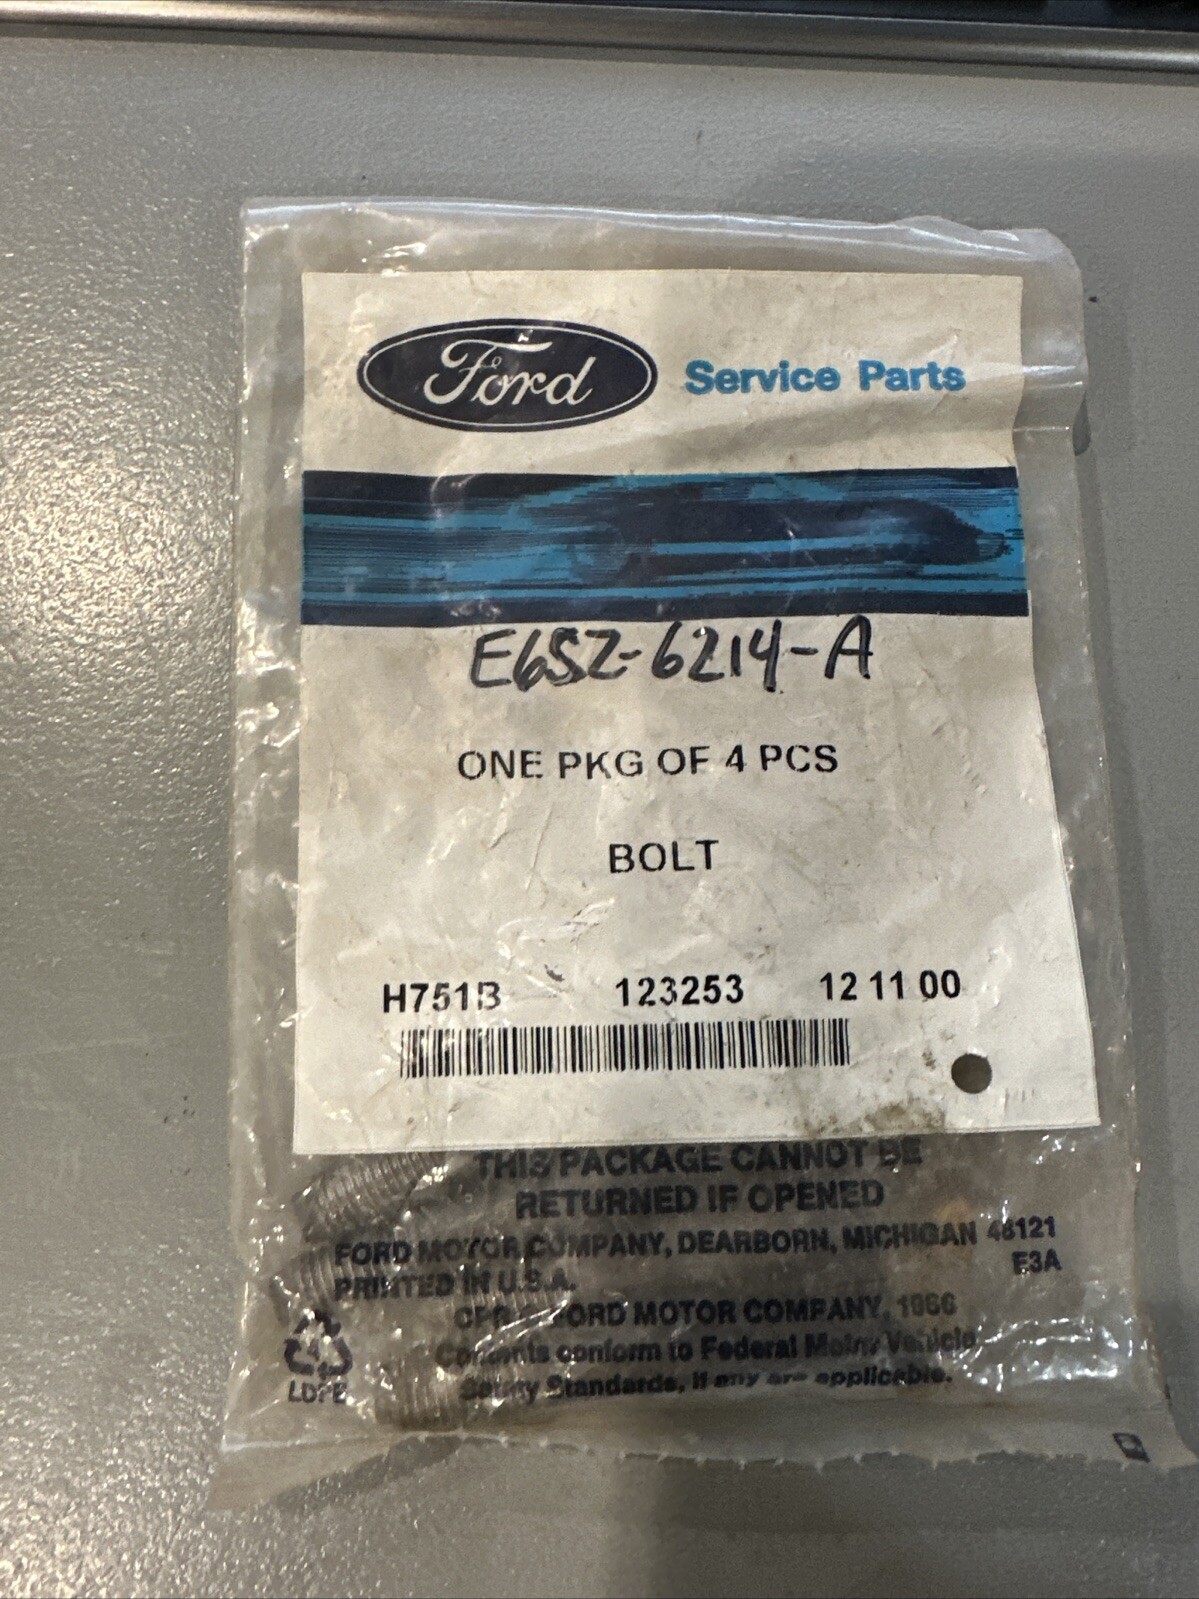 Ford Service Parts
E6SZ-6214-A
ONE PKG OF 4 PCS
BOLT
H751B 123253 12 11 00
THIS PACKAGE CANNOT BE
RETURNED IF OPENED
FORD MOTOR COMPANY, DEARBORN, MICHIGAN 48121
PRINTED IN U.S.A. E3A
FORD MOTOR COMPANY, 1986
Contents conform to Federal Motor Vehicle
Safety Standards, if any are applicable.
4
LDPE